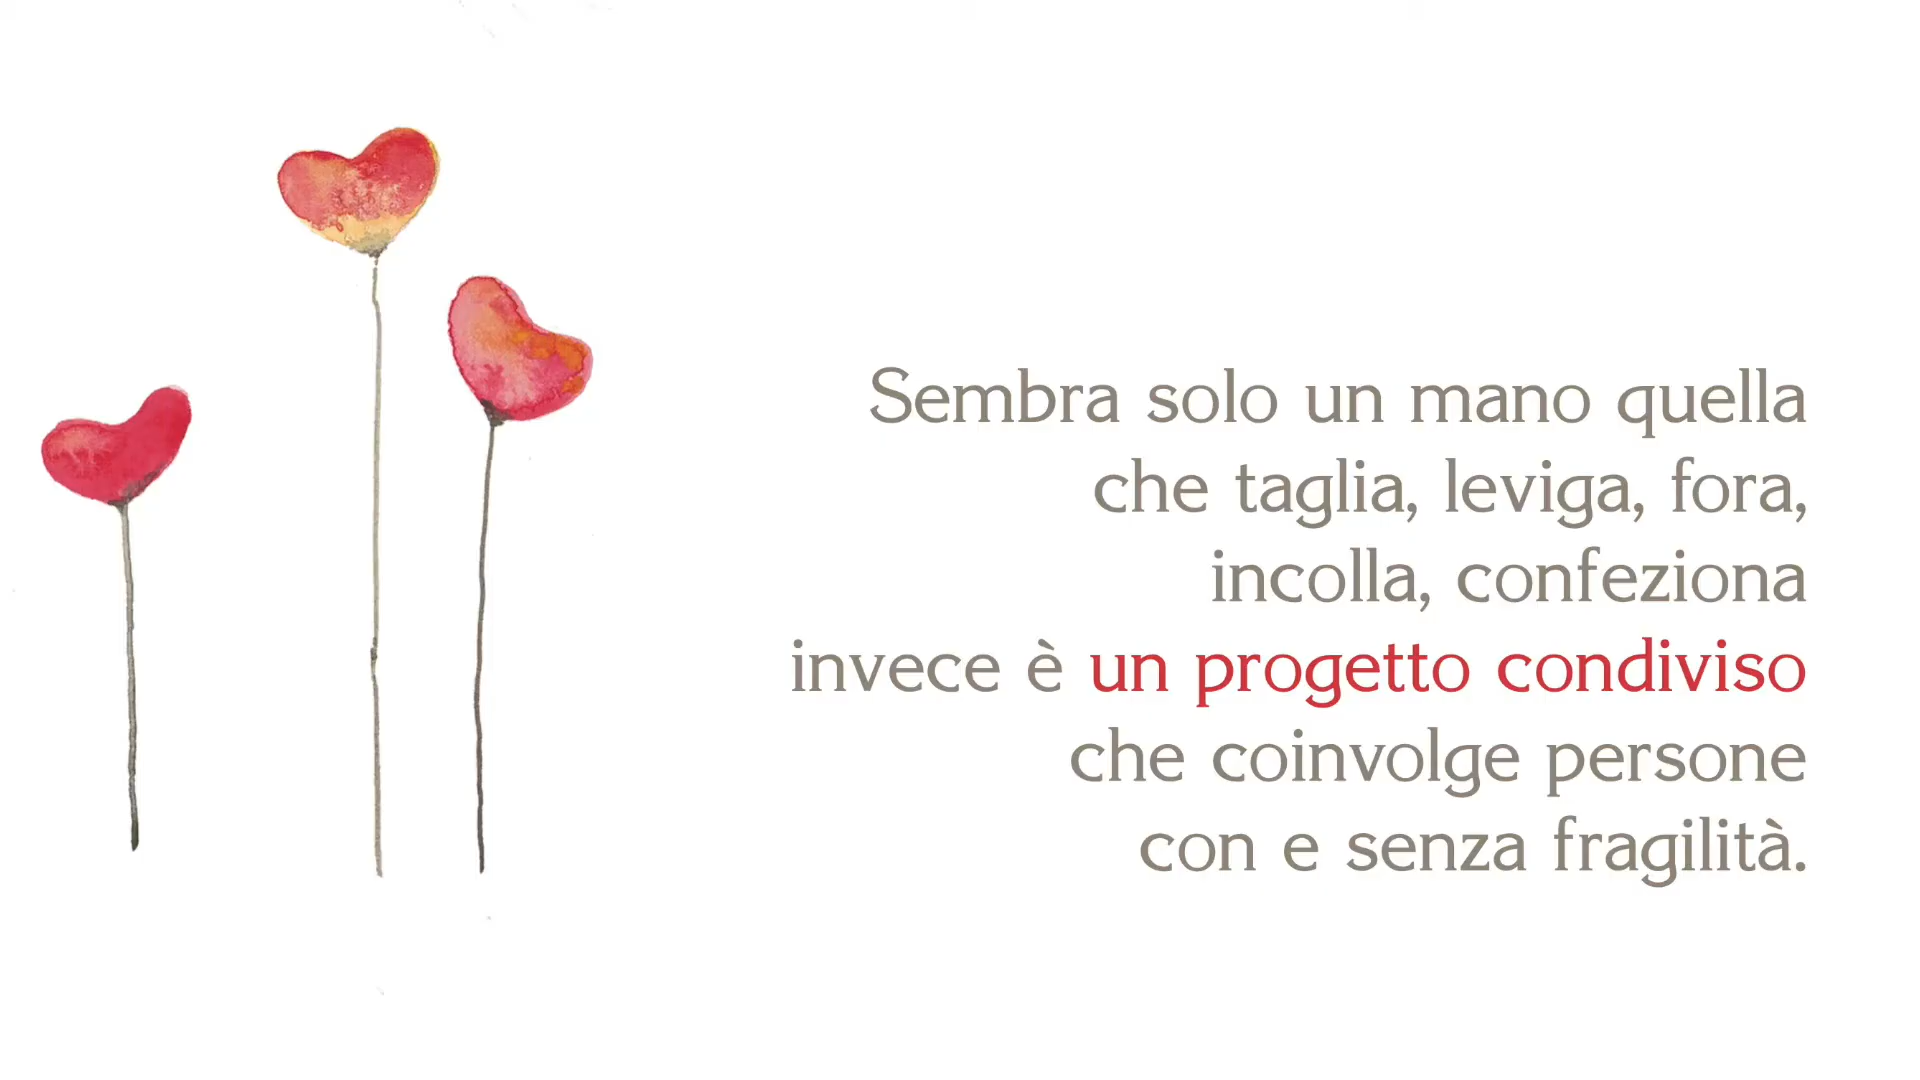 Sembra solo un mano quella
che taglia, leviga, fora,
incolla, confeziona
invece è un progetto condiviso
che coinvolge persone
con e senza fragilità.